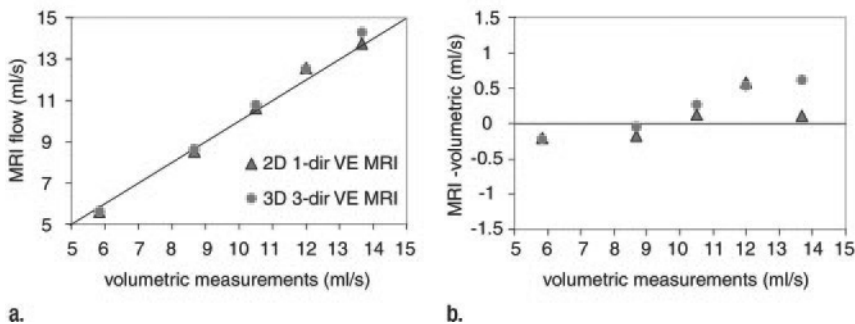 MRI flow (ml/s)
15
13
11
9
7
5
5 6 7 8 9 10 11 12 13 14 15
volumetric measurements (ml/s)
2D 1-dir VE MRI
3D 3-dir VE MRI
a.
MRI -volumetric (ml/s)
1.5
1
0.5
0
-0.5
-1
-1.5
5 6 7 8 9 10 11 12 13 14 15
volumetric measurements (ml/s)
b.